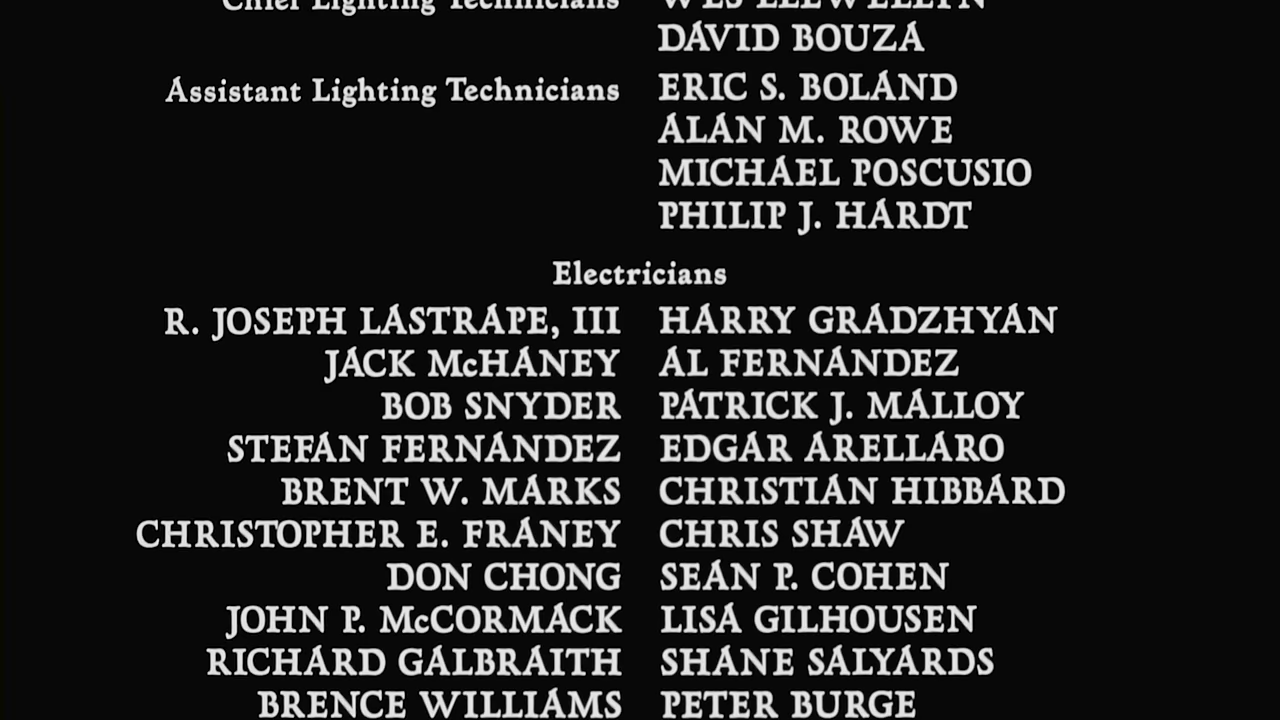 Chief Lighting Technicians WES LLEWELLYN
DAVID BOUZA
Assistant Lighting Technicians ERIC S. BOLAND
ALAN M. ROWE
MICHAEL POSCUSIO
PHILIP J. HARDT
Electricians
R. JOSEPH LASTRAPE, III HARRY GRADZHYAN
JACK McHANEY AL FERNANDEZ
BOB SNYDER PATRICK J. MALLOY
STEFAN FERNANDEZ EDGAR ARELLARO
BRENT W. MARKS CHRISTIAN HIBBARD
CHRISTOPHER E. FRANEY CHRIS SHAW
DON CHONG SEAN P. COHEN
JOHN P. McCORMACK LISA GILHOUSEN
RICHARD GALBRAITH SHANE SALYARDS
BRENCE WILLIAMS PETER BURGE